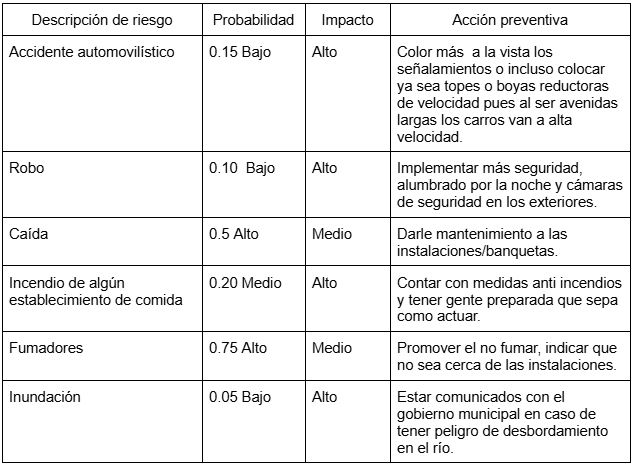 Descripción de riesgo Probabilidad Impacto Acción preventiva
Accidente automovilístico 0.15 Bajo Alto Color más a la vista los
señalamientos o incluso colocar
ya sea topes o boyas reductoras
de velocidad pues al ser avenidas
largas los carros van a alta
velocidad.
Robo 0.10 Bajo Alto Implementar más seguridad,
alumbrado por la noche y cámaras
de seguridad en los exteriores.
Caída 0.5 Alto Medio Darle mantenimiento a las
instalaciones/banquetas.
Incendio de algún 0.20 Medio Alto Contar con medidas anti incendios
establecimiento de comida y tener gente preparada que sepa
como actuar.
Fumadores 0.75 Alto Medio Promover el no fumar, indicar que
no sea cerca de las instalaciones.
Inundación 0.05 Bajo Alto Estar comunicados con el
gobierno municipal en caso de
tener peligro de desbordamiento
en el río.